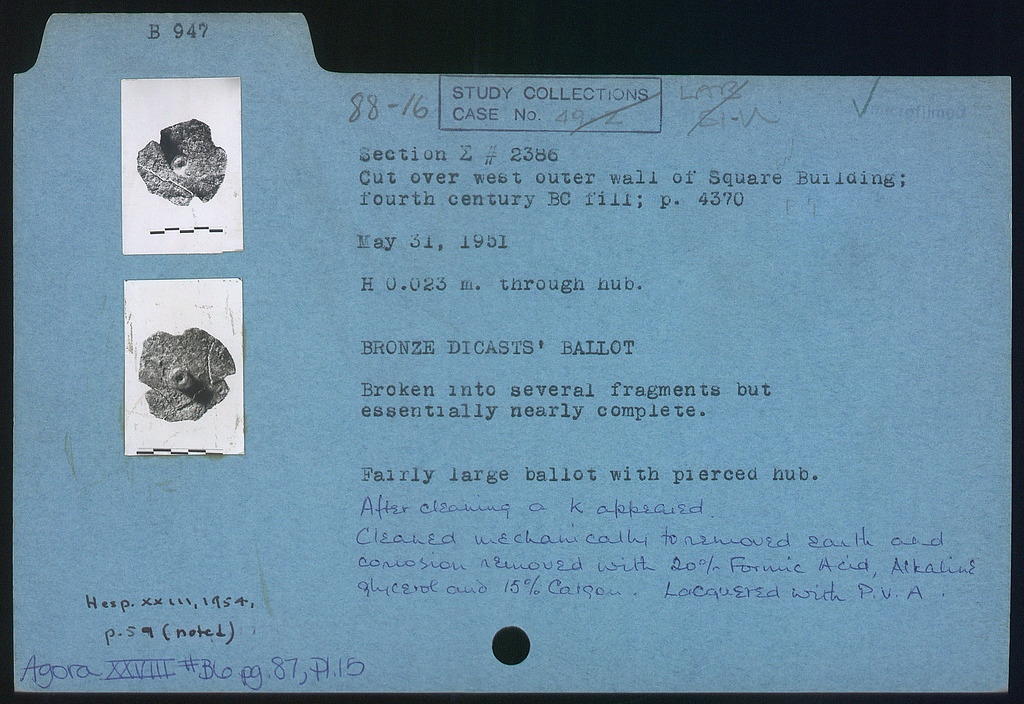 B 947
88-16
STUDY COLLECTIONS
CASE No. 49-2
LAB
Section Σ # 2386
Cut over west outer wall of Square Building;
fourth century BC fill; p. 4370
May 31, 1951
H 0.023 m. through hub.
BRONZE DICASTS' BALLOT
Broken into several fragments but
essentially nearly complete.
Fairly large ballot with pierced hub.
After cleaning a K appeared.
Cleaned mechanically to removed earth and
corrosion removed with 20% Formic Acid, Alkaline
glycerol and 15% Calgon. Lacquered with P.V.A.
Hesp. XXIII, 1954,
p. 59 (noted)
Agora XXVIII #B6 pg. 87, Pl. 15